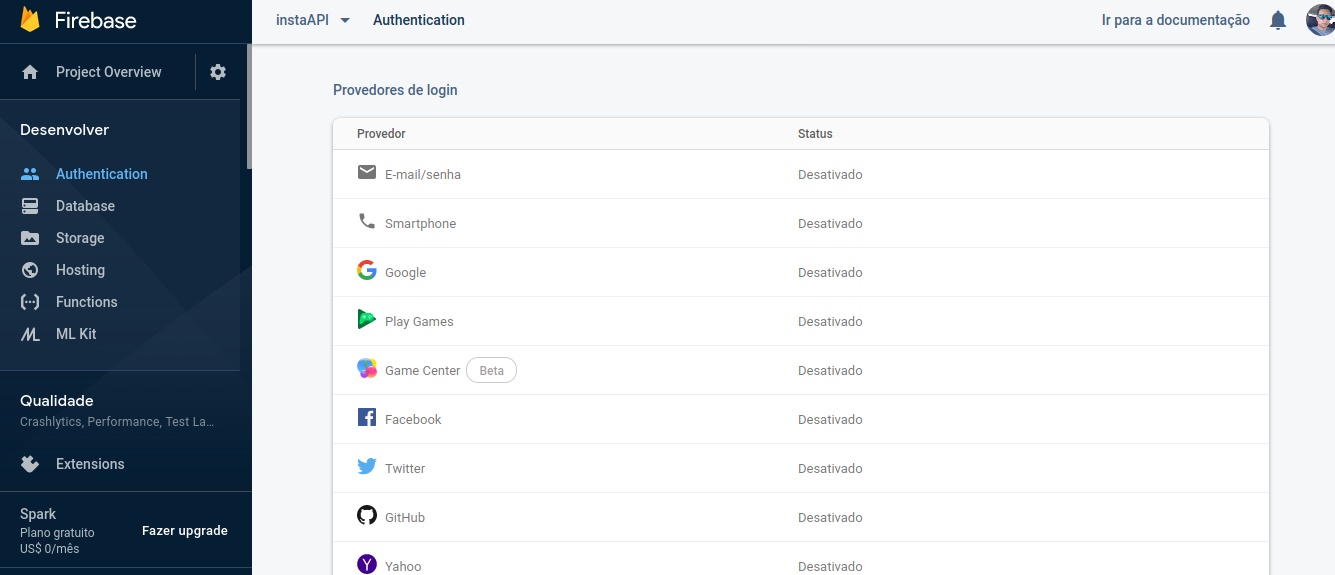 Firebase
instaAPI
Authentication
Ir para a documentação
Project Overview
Desenvolver
Authentication
Database
Storage
Hosting
Functions
ML Kit
Qualidade
Crashlytics, Performance, Test La...
Extensions
Spark
Plano gratuito
US$ 0/mês
Fazer upgrade
Provedores de login
Provedor Status
E-mail/senha Desativado
Smartphone Desativado
Google Desativado
Play Games Desativado
Game Center Beta Desativado
Facebook Desativado
Twitter Desativado
GitHub Desativado
Yahoo Desativado